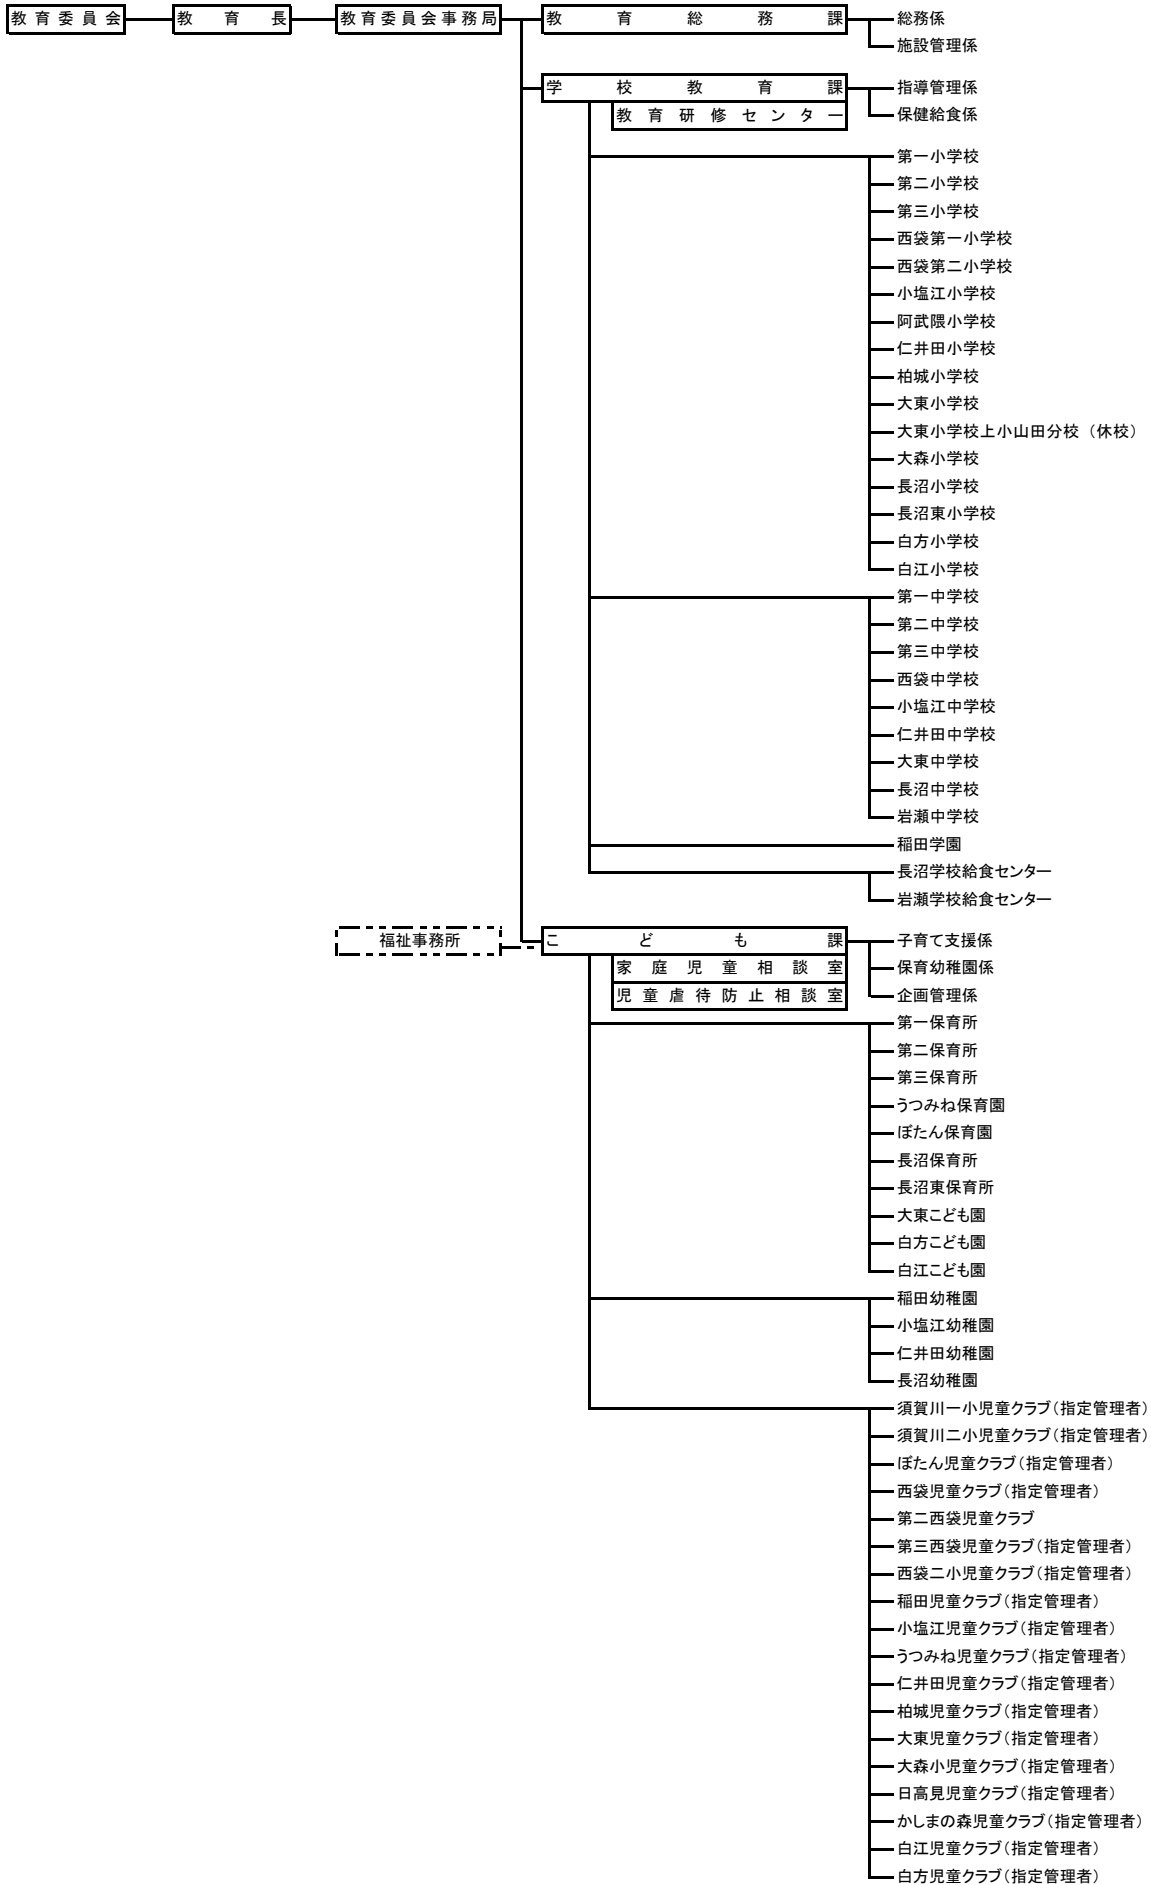 教育委員会 教育長 教育委員会事務局 教育総務課 総務係
施設管理係
学校教育課 指導管理係
教育研修センター 保健給食係
第一小学校
第二小学校
第三小学校
西袋第一小学校
西袋第二小学校
小塩江小学校
阿武隈小学校
仁井田小学校
柏城小学校
大東小学校
大東小学校上小山田分校（休校）
大森小学校
長沼小学校
長沼東小学校
白方小学校
白江小学校
第一中学校
第二中学校
第三中学校
西袋中学校
小塩江中学校
仁井田中学校
大東中学校
長沼中学校
岩瀬中学校
稲田学園
長沼学校給食センター
岩瀬学校給食センター
福祉事務所 こども課 子育て支援係
家庭児童相談室 保育幼稚園係
児童虐待防止相談室 企画管理係
第一保育所
第二保育所
第三保育所
うつみね保育園
ぼたん保育園
長沼保育所
長沼東保育所
大東こども園
白方こども園
白江こども園
稲田幼稚園
小塩江幼稚園
仁井田幼稚園
長沼幼稚園
須賀川一小児童クラブ（指定管理者）
須賀川二小児童クラブ（指定管理者）
ぼたん児童クラブ（指定管理者）
西袋児童クラブ（指定管理者）
第二西袋児童クラブ
第三西袋児童クラブ（指定管理者）
西袋二小児童クラブ（指定管理者）
稲田児童クラブ（指定管理者）
小塩江児童クラブ（指定管理者）
うつみね児童クラブ（指定管理者）
仁井田児童クラブ（指定管理者）
柏城児童クラブ（指定管理者）
大東児童クラブ（指定管理者）
大森小児童クラブ（指定管理者）
日高見児童クラブ（指定管理者）
かしまの森児童クラブ（指定管理者）
白江児童クラブ（指定管理者）
白方児童クラブ（指定管理者）